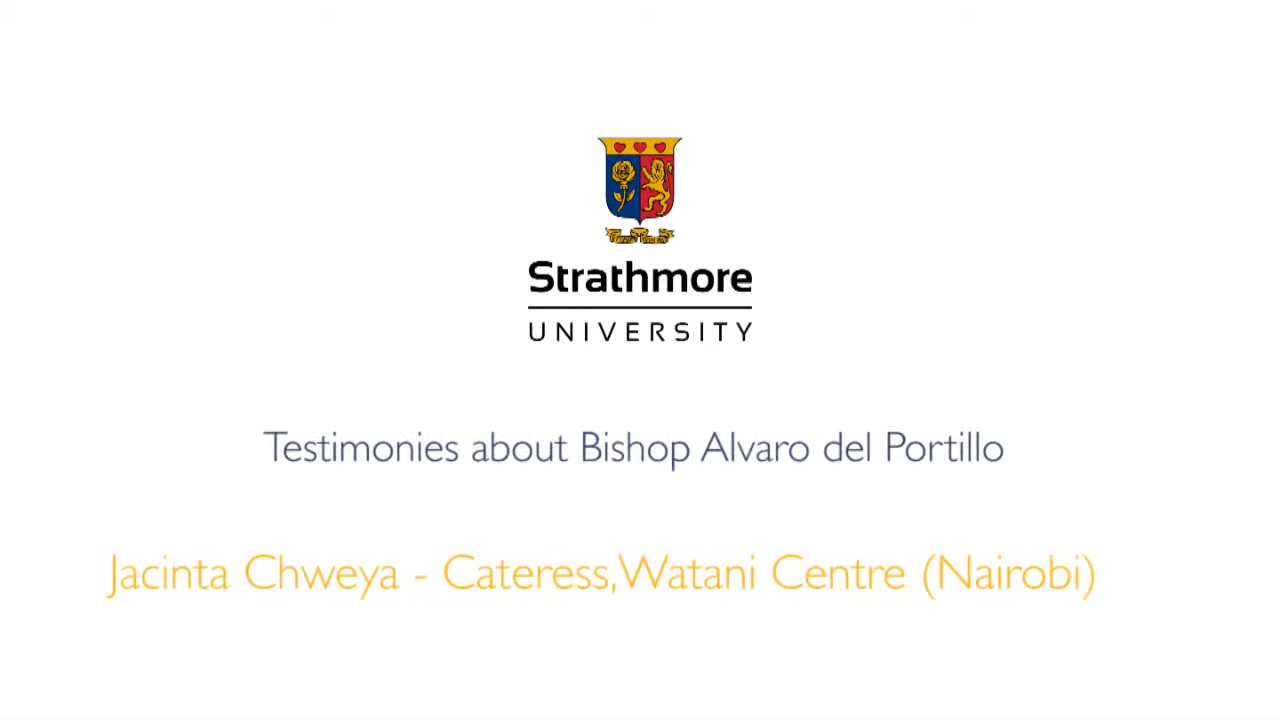 Strathmore
UNIVERSITY
Testimonies about Bishop Alvaro del Portillo
Jacinta Chweya - Cateress,Watani Centre (Nairobi)